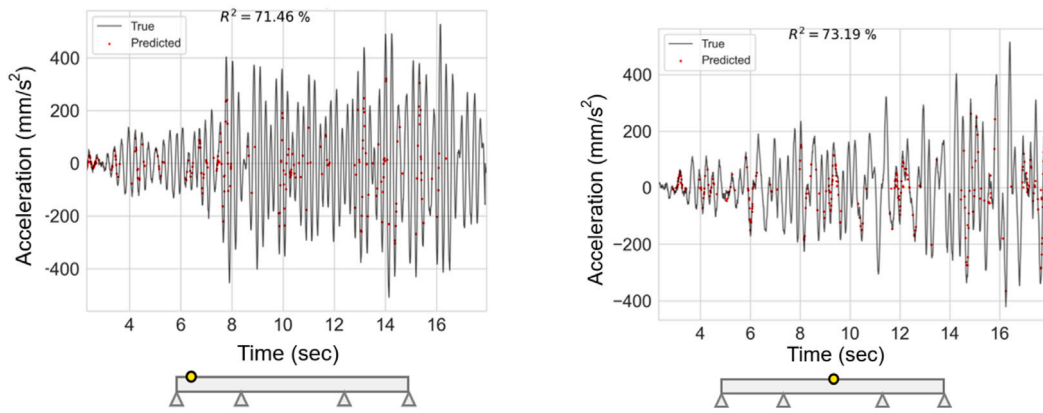 R² = 71.46 %
True
Predicted
400
200
0
-200
-400
Acceleration (mm/s²)
4 6 8 10 12 14 16
Time (sec)
R² = 73.19 %
True
Predicted
400
200
0
−200
−400
Acceleration (mm/s²)
4 6 8 10 12 14 16
Time (sec)